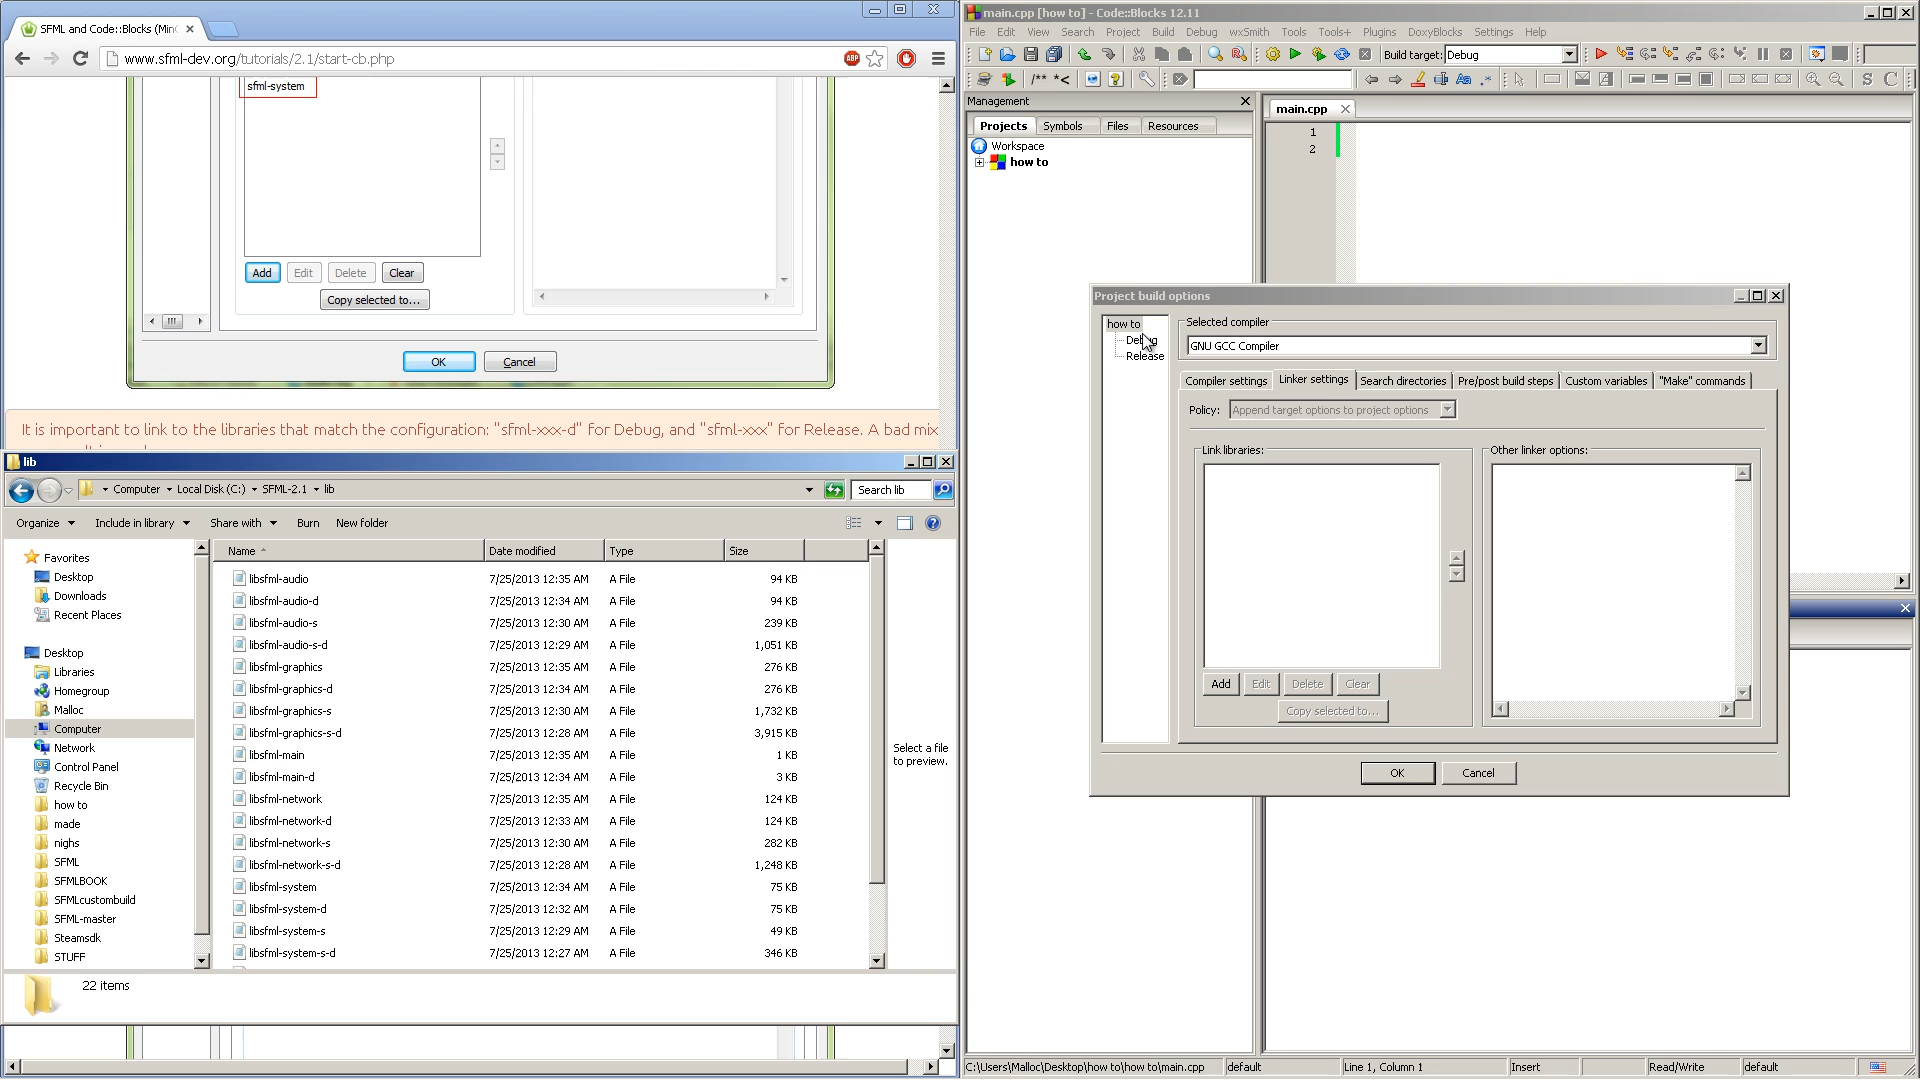 SFML and Code::Blocks (Min
www.sfml-dev.org/tutorials/2.1/start-cb.php
ABP
sfml-system
Add
Edit
Delete
Clear
Copy selected to...
OK
Cancel
It is important to link to the libraries that match the configuration: "sfml-xxx-d" for Debug, and "sfml-xxx" for Release. A bad mix
lib
Computer
Local Disk (C:)
SFML-2.1
lib
Search lib
Organize
Include in library
Share with
Burn
New folder
Favorites
Desktop
Downloads
Recent Places
Desktop
Libraries
Homegroup
Malloc
Computer
Network
Control Panel
Recycle Bin
how to
made
nighs
SFML
SFMLBOOK
SFMLcustombuild
SFML-master
Steamsdk
STUFF
Name Date modified Type Size
libsfml-audio 7/25/2013 12:35 AM A File 94 KB
libsfml-audio-d 7/25/2013 12:34 AM A File 94 KB
libsfml-audio-s 7/25/2013 12:30 AM A File 239 KB
libsfml-audio-s-d 7/25/2013 12:29 AM A File 1,051 KB
libsfml-graphics 7/25/2013 12:35 AM A File 276 KB
libsfml-graphics-d 7/25/2013 12:34 AM A File 276 KB
libsfml-graphics-s 7/25/2013 12:30 AM A File 1,732 KB
libsfml-graphics-s-d 7/25/2013 12:28 AM A File 3,915 KB
libsfml-main 7/25/2013 12:35 AM A File 1 KB
libsfml-main-d 7/25/2013 12:34 AM A File 3 KB
libsfml-network 7/25/2013 12:35 AM A File 124 KB
libsfml-network-d 7/25/2013 12:33 AM A File 124 KB
libsfml-network-s 7/25/2013 12:30 AM A File 282 KB
libsfml-network-s-d 7/25/2013 12:28 AM A File 1,248 KB
libsfml-system 7/25/2013 12:34 AM A File 75 KB
libsfml-system-d 7/25/2013 12:32 AM A File 75 KB
libsfml-system-s 7/25/2013 12:29 AM A File 49 KB
libsfml-system-s-d 7/25/2013 12:27 AM A File 346 KB
Select a file
to preview.
22 items
main.cpp [how to] - Code::Blocks 12.11
File Edit View Search Project Build Debug wxSmith Tools Tools+ Plugins DoxyBlocks Settings Help
Build target: Debug
/** *<
Aa
.*
S
C
Management
Projects Symbols Files Resources
Workspace
how to
main.cpp
1
2
Project build options
how to
Debug
Release
Selected compiler
GNU GCC Compiler
Compiler settings
Linker settings
Search directories
Pre/post build steps
Custom variables
"Make" commands
Policy:
Append target options to project options
Link libraries:
Other linker options:
Add
Edit
Delete
Clear
Copy selected to...
OK
Cancel
C:\Users\Malloc\Desktop\how to\how to\main.cpp
default
Line 1, Column 1
Insert
Read/Write
default